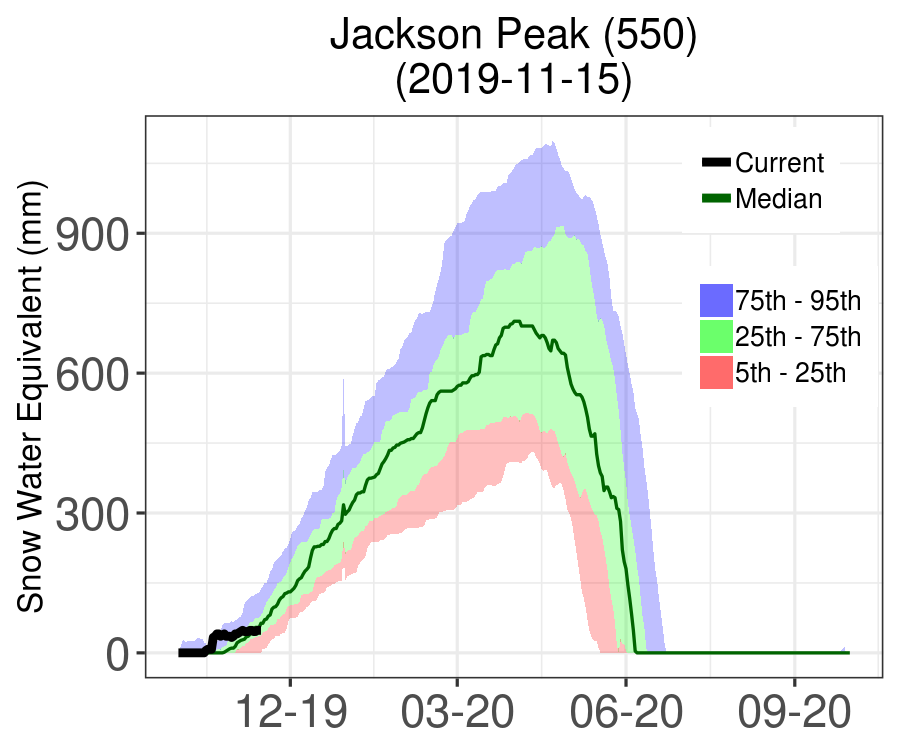 Jackson Peak (550)
(2019-11-15)
Snow Water Equivalent (mm)
900
600
300
0
12-19
03-20
06-20
09-20
Current
Median
75th - 95th
25th - 75th
5th - 25th